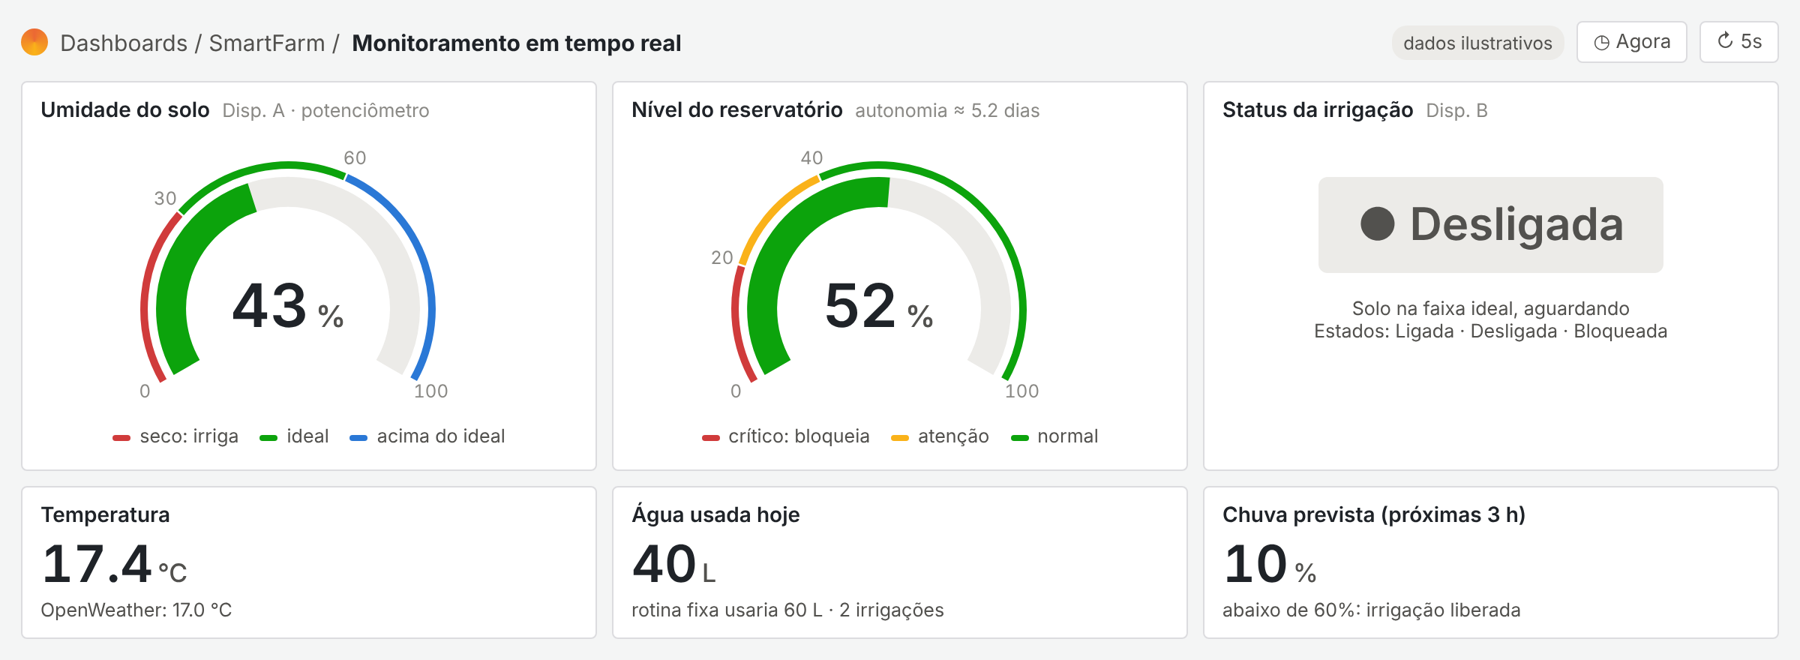 Dashboards / SmartFarm / Monitoramento em tempo real
dados ilustrativos
Agora
5s
Umidade do solo Disp. A · potenciômetro
60
30
43 %
0
100
seco: irriga ideal acima do ideal
Nível do reservatório autonomia ≈ 5.2 dias
40
20
52 %
0
100
crítico: bloqueia atenção normal
Status da irrigação Disp. B
Desligada
Solo na faixa ideal, aguardando
Estados: Ligada · Desligada · Bloqueada
Temperatura
17.4 °C
OpenWeather: 17.0 °C
Água usada hoje
40 L
rotina fixa usaria 60 L · 2 irrigações
Chuva prevista (próximas 3 h)
10 %
abaixo de 60%: irrigação liberada